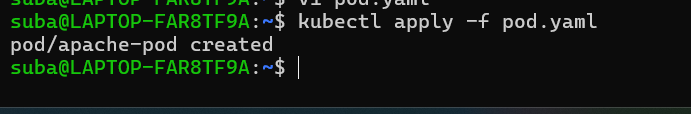 suba@LAPTOP-FAR8TF9A:~$ vi pod.yaml
suba@LAPTOP-FAR8TF9A:~$ kubectl apply -f pod.yaml
pod/apache-pod created
suba@LAPTOP-FAR8TF9A:~$